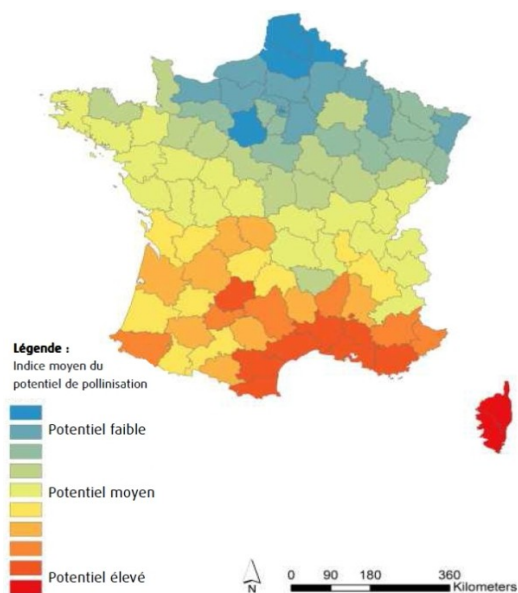 Légende :
Indice moyen du
potentiel de pollinisation
Potentiel faible
Potentiel moyen
Potentiel élevé
N
0 90 180 360
Kilometers